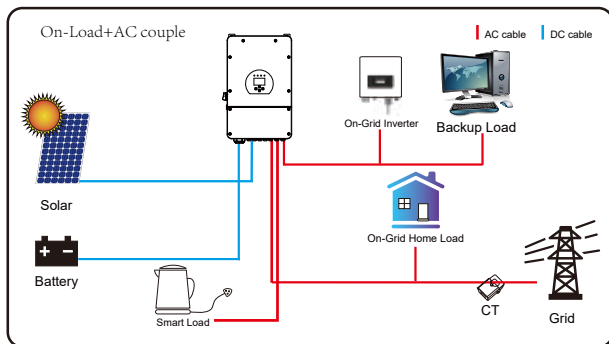 On-Load+AC couple
AC cable
DC cable
On-Grid Inverter
Backup Load
Solar
On-Grid Home Load
Battery
Smart Load
CT
Grid